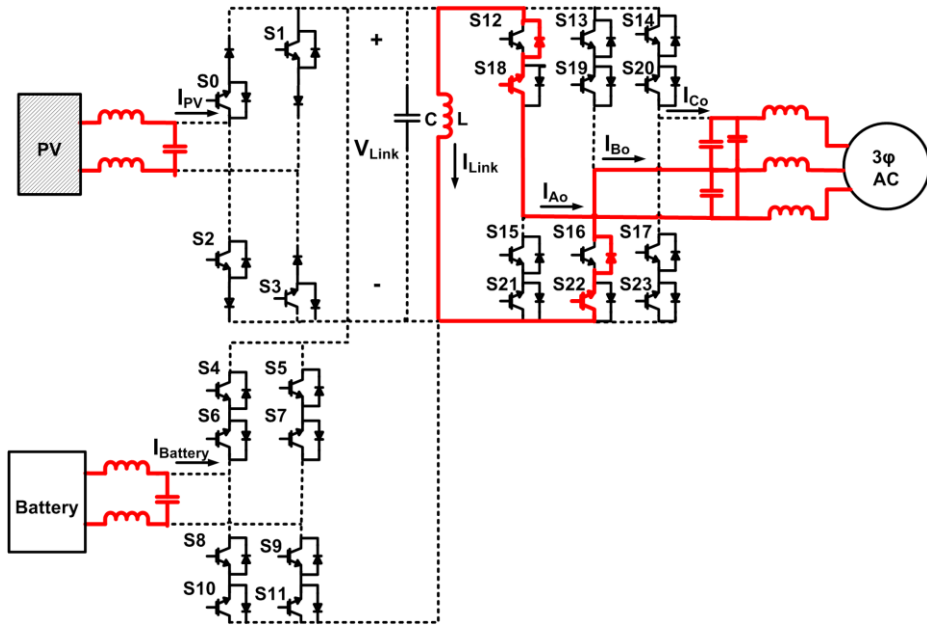 S1
S12
S13
S14
+
S0
S18
S19
S20
I_PV
I_Co
PV
C
L
V_Link
I_Link
I_Bo
3φ
AC
I_Ao
S2
S15
S16
S17
S3
-
S21
S22
S23
S4
S5
S6
S7
I_Battery
Battery
S8
S9
S10
S11